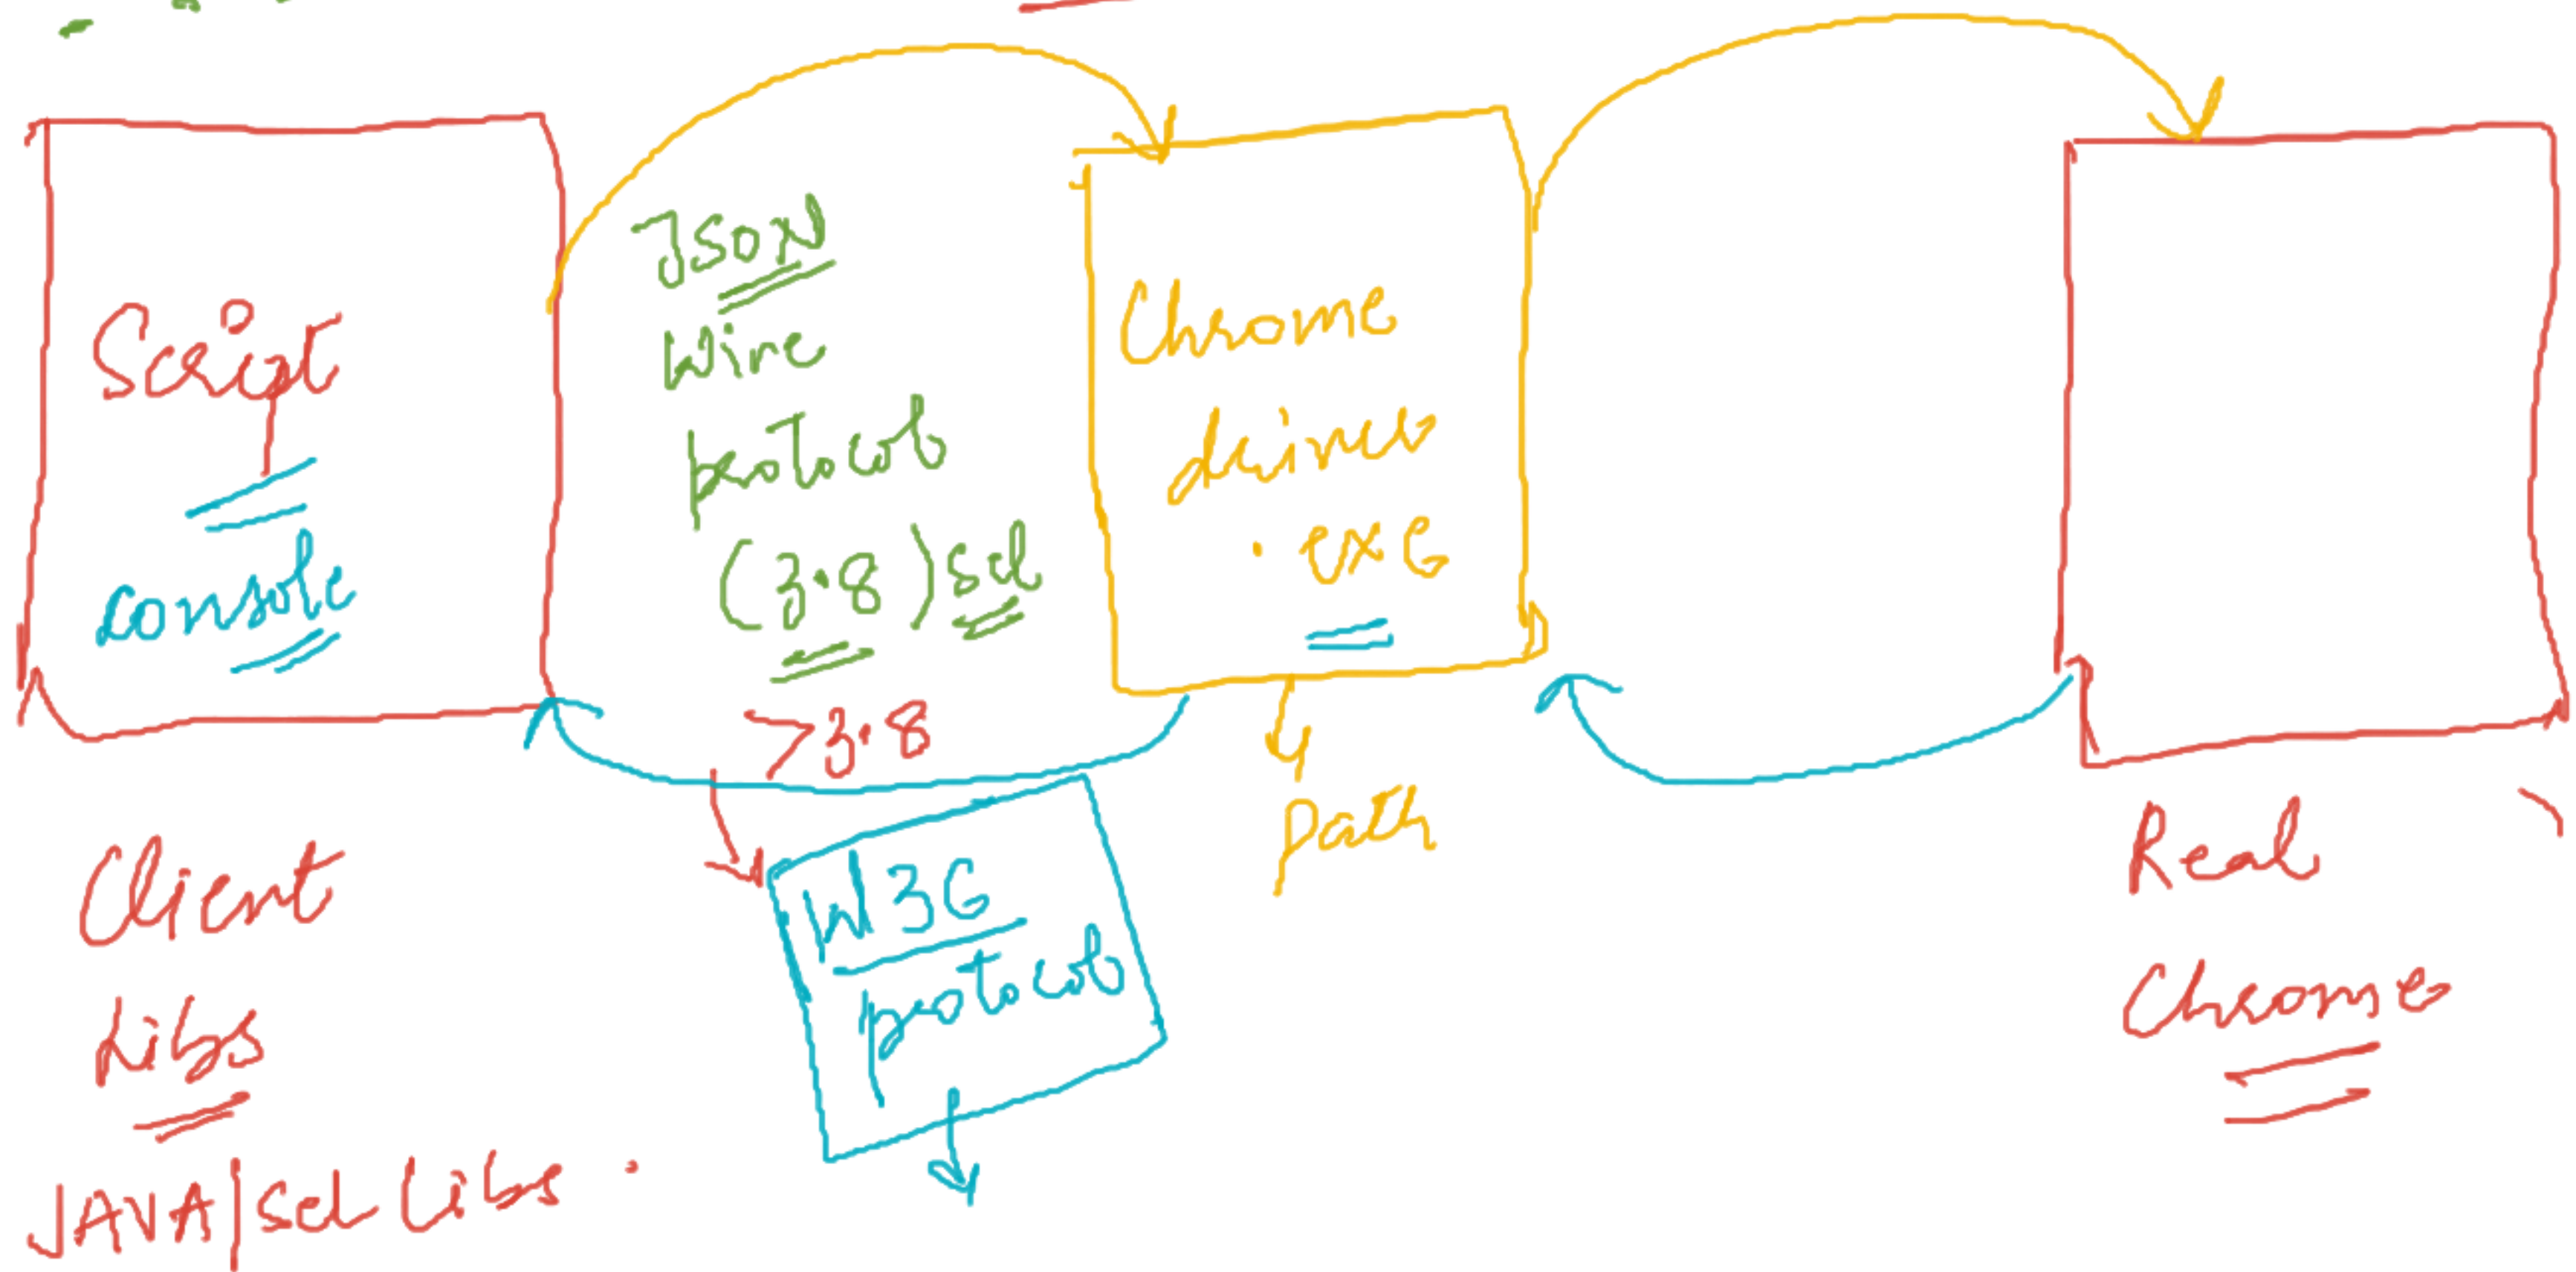 Script
console
Client
Libs
JAVA|Sel Libs.
JSON
Wire
protocol
(3.8) sel
>3.8
W3C
protocol
Chrome
driver
.exe
path
Real
Chrome